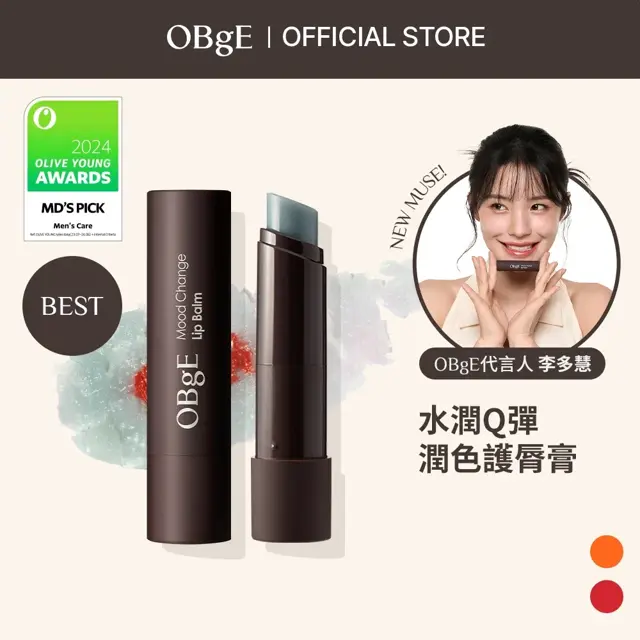 OBgE | OFFICIAL STORE
2024
OLIVE YOUNG
AWARDS
MD'S PICK
Men's Care
BEST
OBgE Mood Change
Lip Balm
NEW MUSE!
OBgE
OBgE代言人 李多慧
水潤Q彈
潤色護唇膏